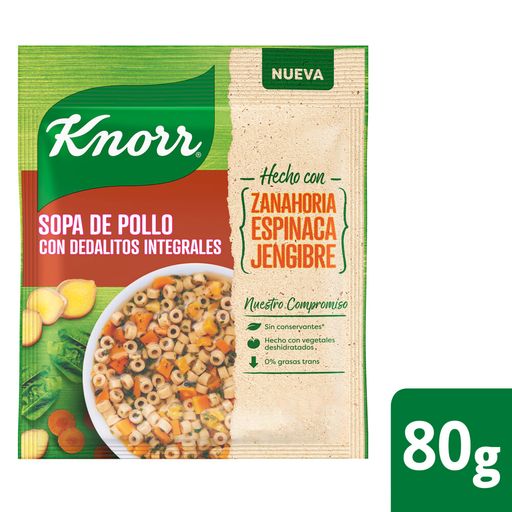 NUEVA
Knorr®
SOPA DE POLLO
CON DEDALITOS INTEGRALES
Hecho con
ZANAHORIA
ESPINACA
JENGIBRE
Nuestro Compromiso
Sin conservantes*
Hecho con vegetales
deshidratados
0% grasas trans
80g